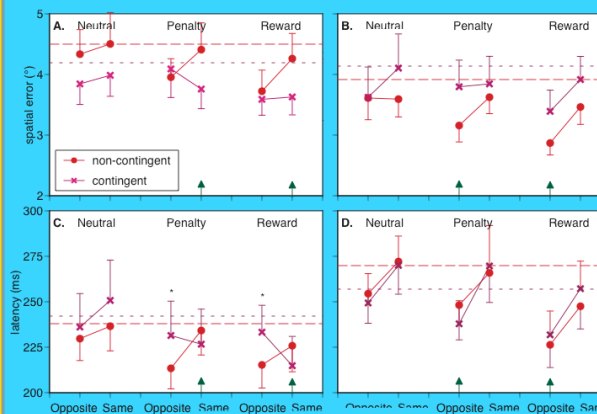 5
A. Neutral Penalty Reward
B. Neutral Penalty Reward
spatial error (°)
4
3
non-contingent
contingent
2
300
C. Neutral Penalty Reward
D. Neutral Penalty Reward
275
latency (ms)
250
*
*
225
200
Opposite Same Opposite Same Opposite Same
Opposite Same Opposite Same Opposite